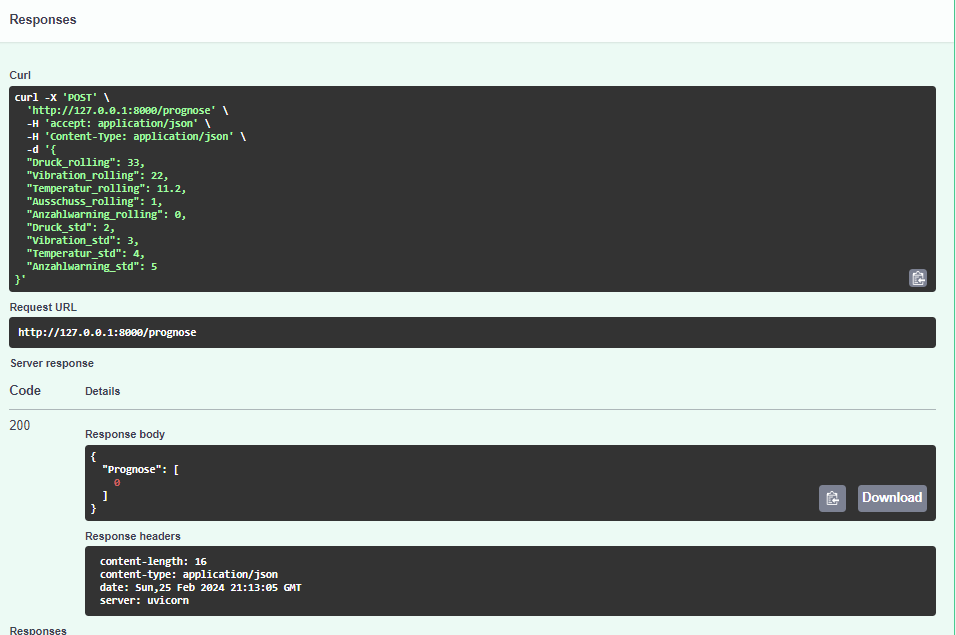 Responses
Curl
curl -X 'POST' \
  'http://127.0.0.1:8000/prognose' \
  -H 'accept: application/json' \
  -H 'Content-Type: application/json' \
  -d '{
  "Druck_rolling": 33,
  "Vibration_rolling": 22,
  "Temperatur_rolling": 11.2,
  "Ausschuss_rolling": 1,
  "Anzahlwarning_rolling": 0,
  "Druck_std": 2,
  "Vibration_std": 3,
  "Temperatur_std": 4,
  "Anzahlwarning_std": 5
}'
Request URL
http://127.0.0.1:8000/prognose
Server response
Code Details
200
Response body
{
  "Prognose": [
    0
  ]
}
Download
Response headers
content-length: 16
content-type: application/json
date: Sun,25 Feb 2024 21:13:05 GMT
server: uvicorn
Responses